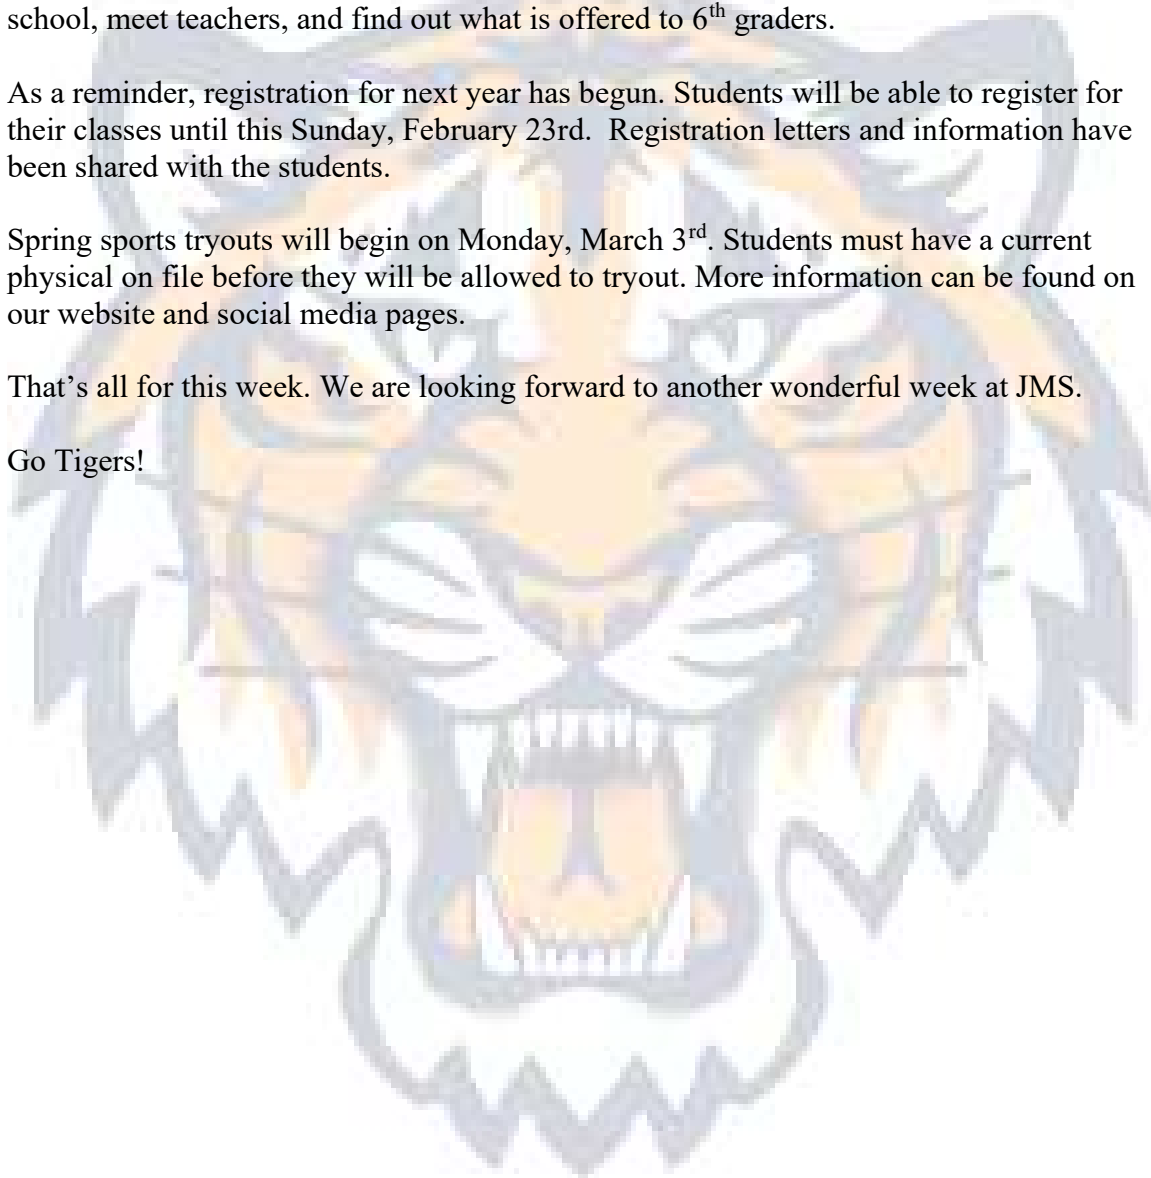 school, meet teachers, and find out what is offered to 6th graders.
As a reminder, registration for next year has begun. Students will be able to register for
their classes until this Sunday, February 23rd.  Registration letters and information have
been shared with the students.
Spring sports tryouts will begin on Monday, March 3rd. Students must have a current
physical on file before they will be allowed to tryout. More information can be found on
our website and social media pages.
That’s all for this week. We are looking forward to another wonderful week at JMS.
Go Tigers!